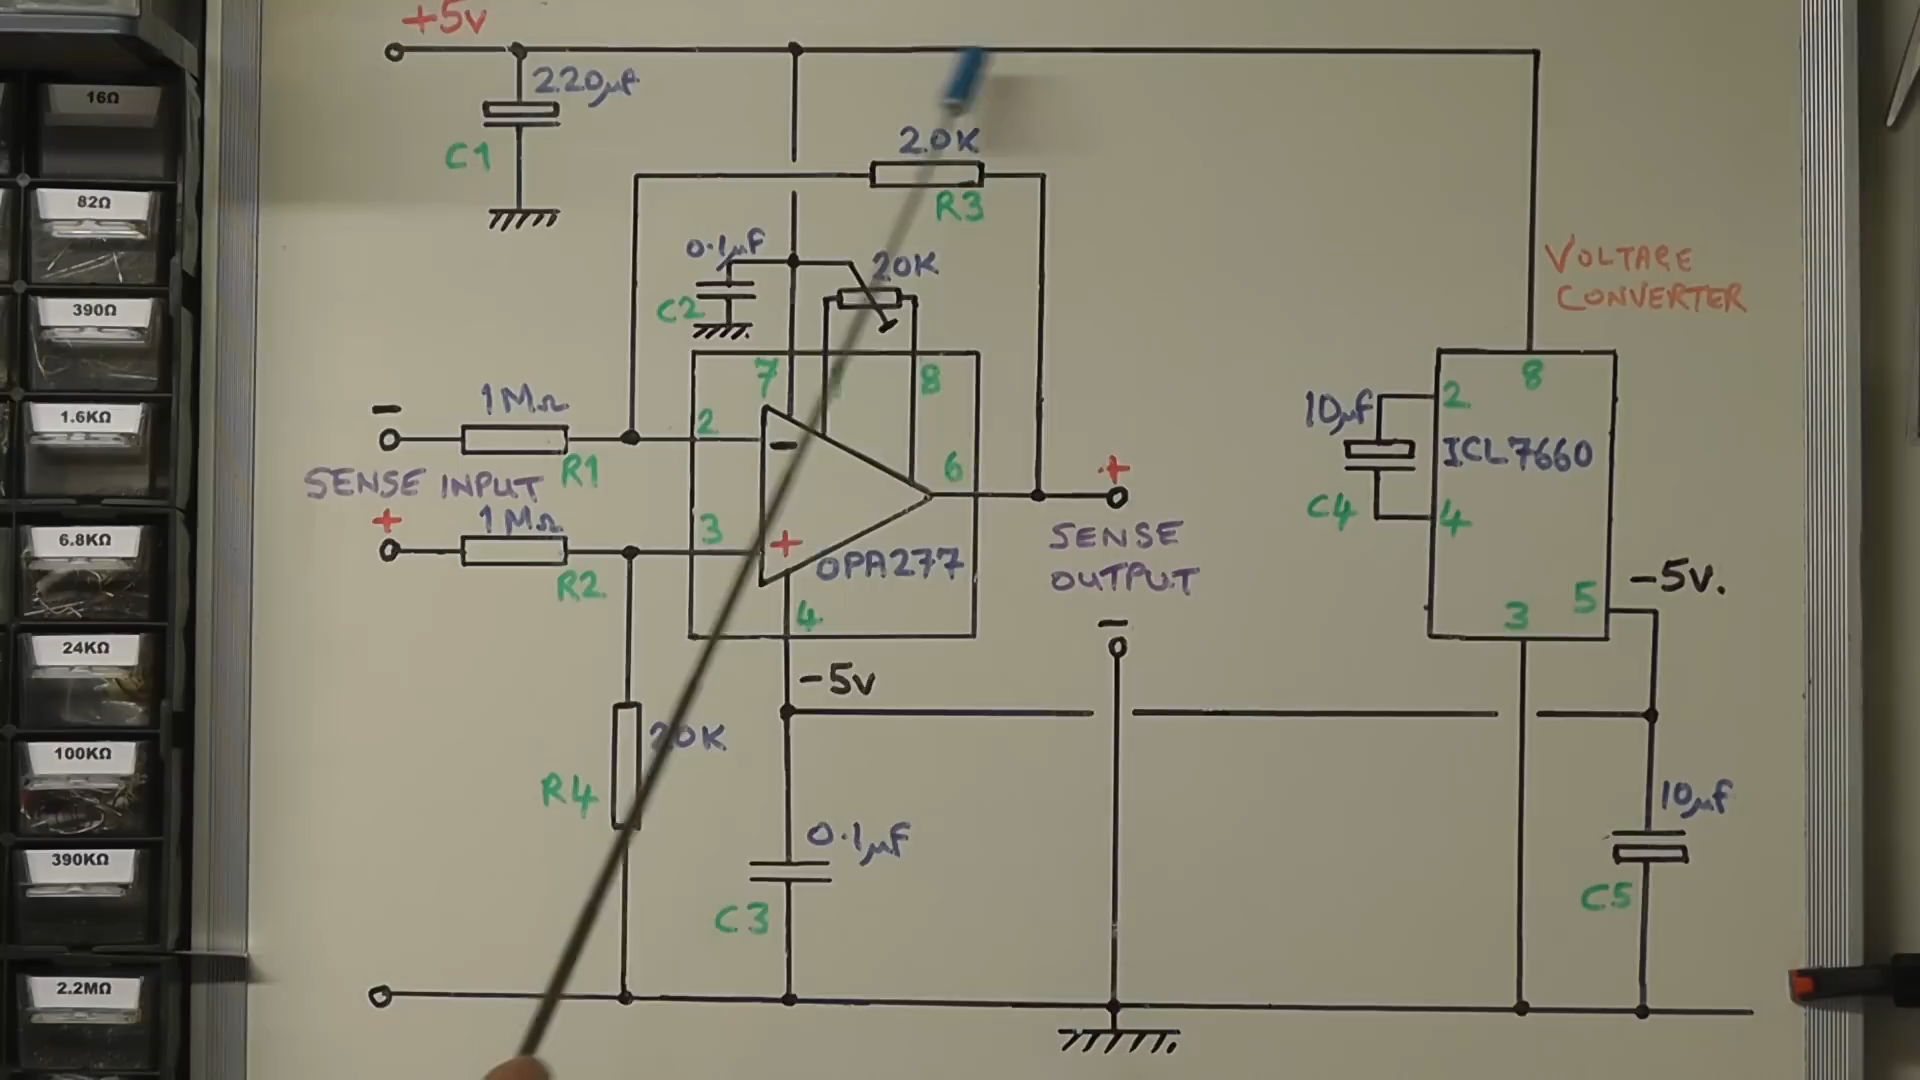 +5v
220µF
C1
20K
R3
0.1µF
C2
20K
7
8
1MΩ
2
R1
-
+
SENSE INPUT
1MΩ
3
R2
-
+
6
OPA277
4
-5v
+
SENSE
OUTPUT
-
20K
R4
0.1µF
C3
VOLTAGE
CONVERTER
8
2
10µF
ICL7660
C4
4
3
5
-5v.
10µF
C5
16Ω
82Ω
390Ω
1.6KΩ
6.8KΩ
24KΩ
100KΩ
390KΩ
2.2MΩ